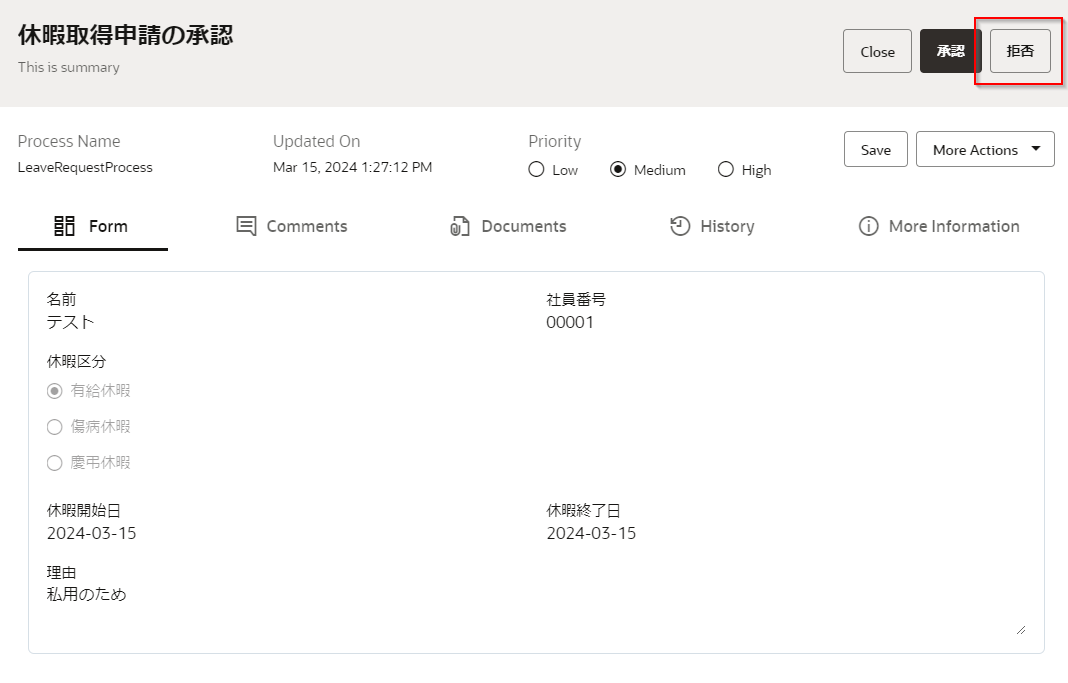 休暇取得申請の承認
This is summary
Close
承認
拒否
Process Name
LeaveRequestProcess
Updated On
Mar 15, 2024 1:27:12 PM
Priority
Low
Medium
High
Save
More Actions
Form
Comments
Documents
History
More Information
名前
テスト
社員番号
00001
休暇区分
有給休暇
傷病休暇
慶弔休暇
休暇開始日
2024-03-15
休暇終了日
2024-03-15
理由
私用のため